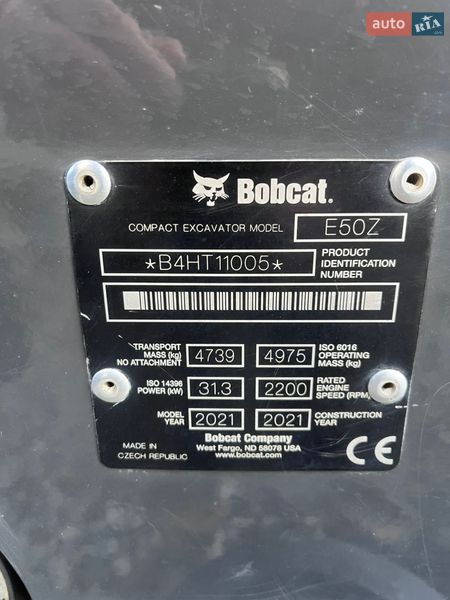 auto RIA.com
Bobcat.
COMPACT EXCAVATOR MODEL E50Z
*B4HT11005* PRODUCT IDENTIFICATION NUMBER
TRANSPORT MASS (kg) NO ATTACHMENT 4739 4975 ISO 6016 OPERATING MASS (kg)
ISO 14396 POWER (kW) 31.3 2200 RATED ENGINE SPEED (RPM)
MODEL YEAR 2021 2021 CONSTRUCTION YEAR
Bobcat Company
West Fargo, ND 58078 USA
www.bobcat.com
MADE IN
CZECH REPUBLIC
CE